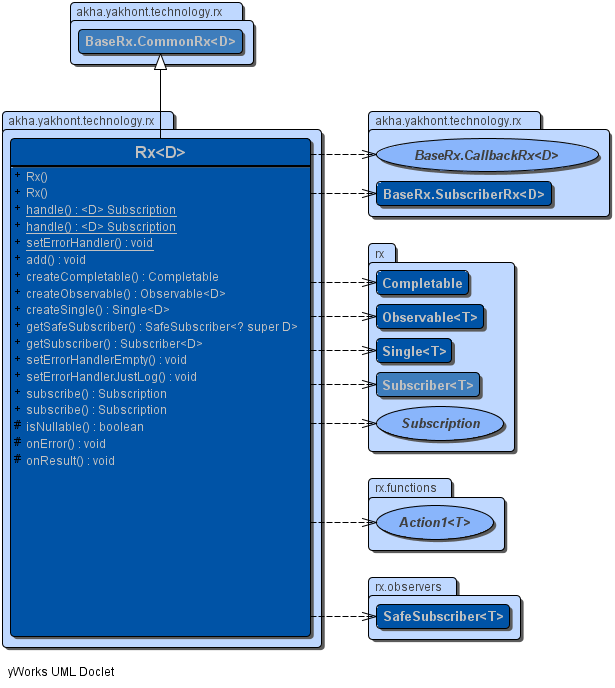 akha.yakhont.technology.rx
BaseRx.CommonRx<D>
akha.yakhont.technology.rx
Rx<D>
+ Rx()
+ Rx()
+ handle() : <D> Subscription
+ handle() : <D> Subscription
+ setErrorHandler() : void
+ add() : void
+ createCompletable() : Completable
+ createObservable() : Observable<D>
+ createSingle() : Single<D>
+ getSafeSubscriber() : SafeSubscriber<? super D>
+ getSubscriber() : Subscriber<D>
+ setErrorHandlerEmpty() : void
+ setErrorHandlerJustLog() : void
+ subscribe() : Subscription
+ subscribe() : Subscription
# isNullable() : boolean
# onError() : void
# onResult() : void
akha.yakhont.technology.rx
BaseRx.CallbackRx<D>
BaseRx.SubscriberRx<D>
rx
Completable
Observable<T>
Single<T>
Subscriber<T>
Subscription
rx.functions
Action1<T>
rx.observers
SafeSubscriber<T>
yWorks UML Doclet